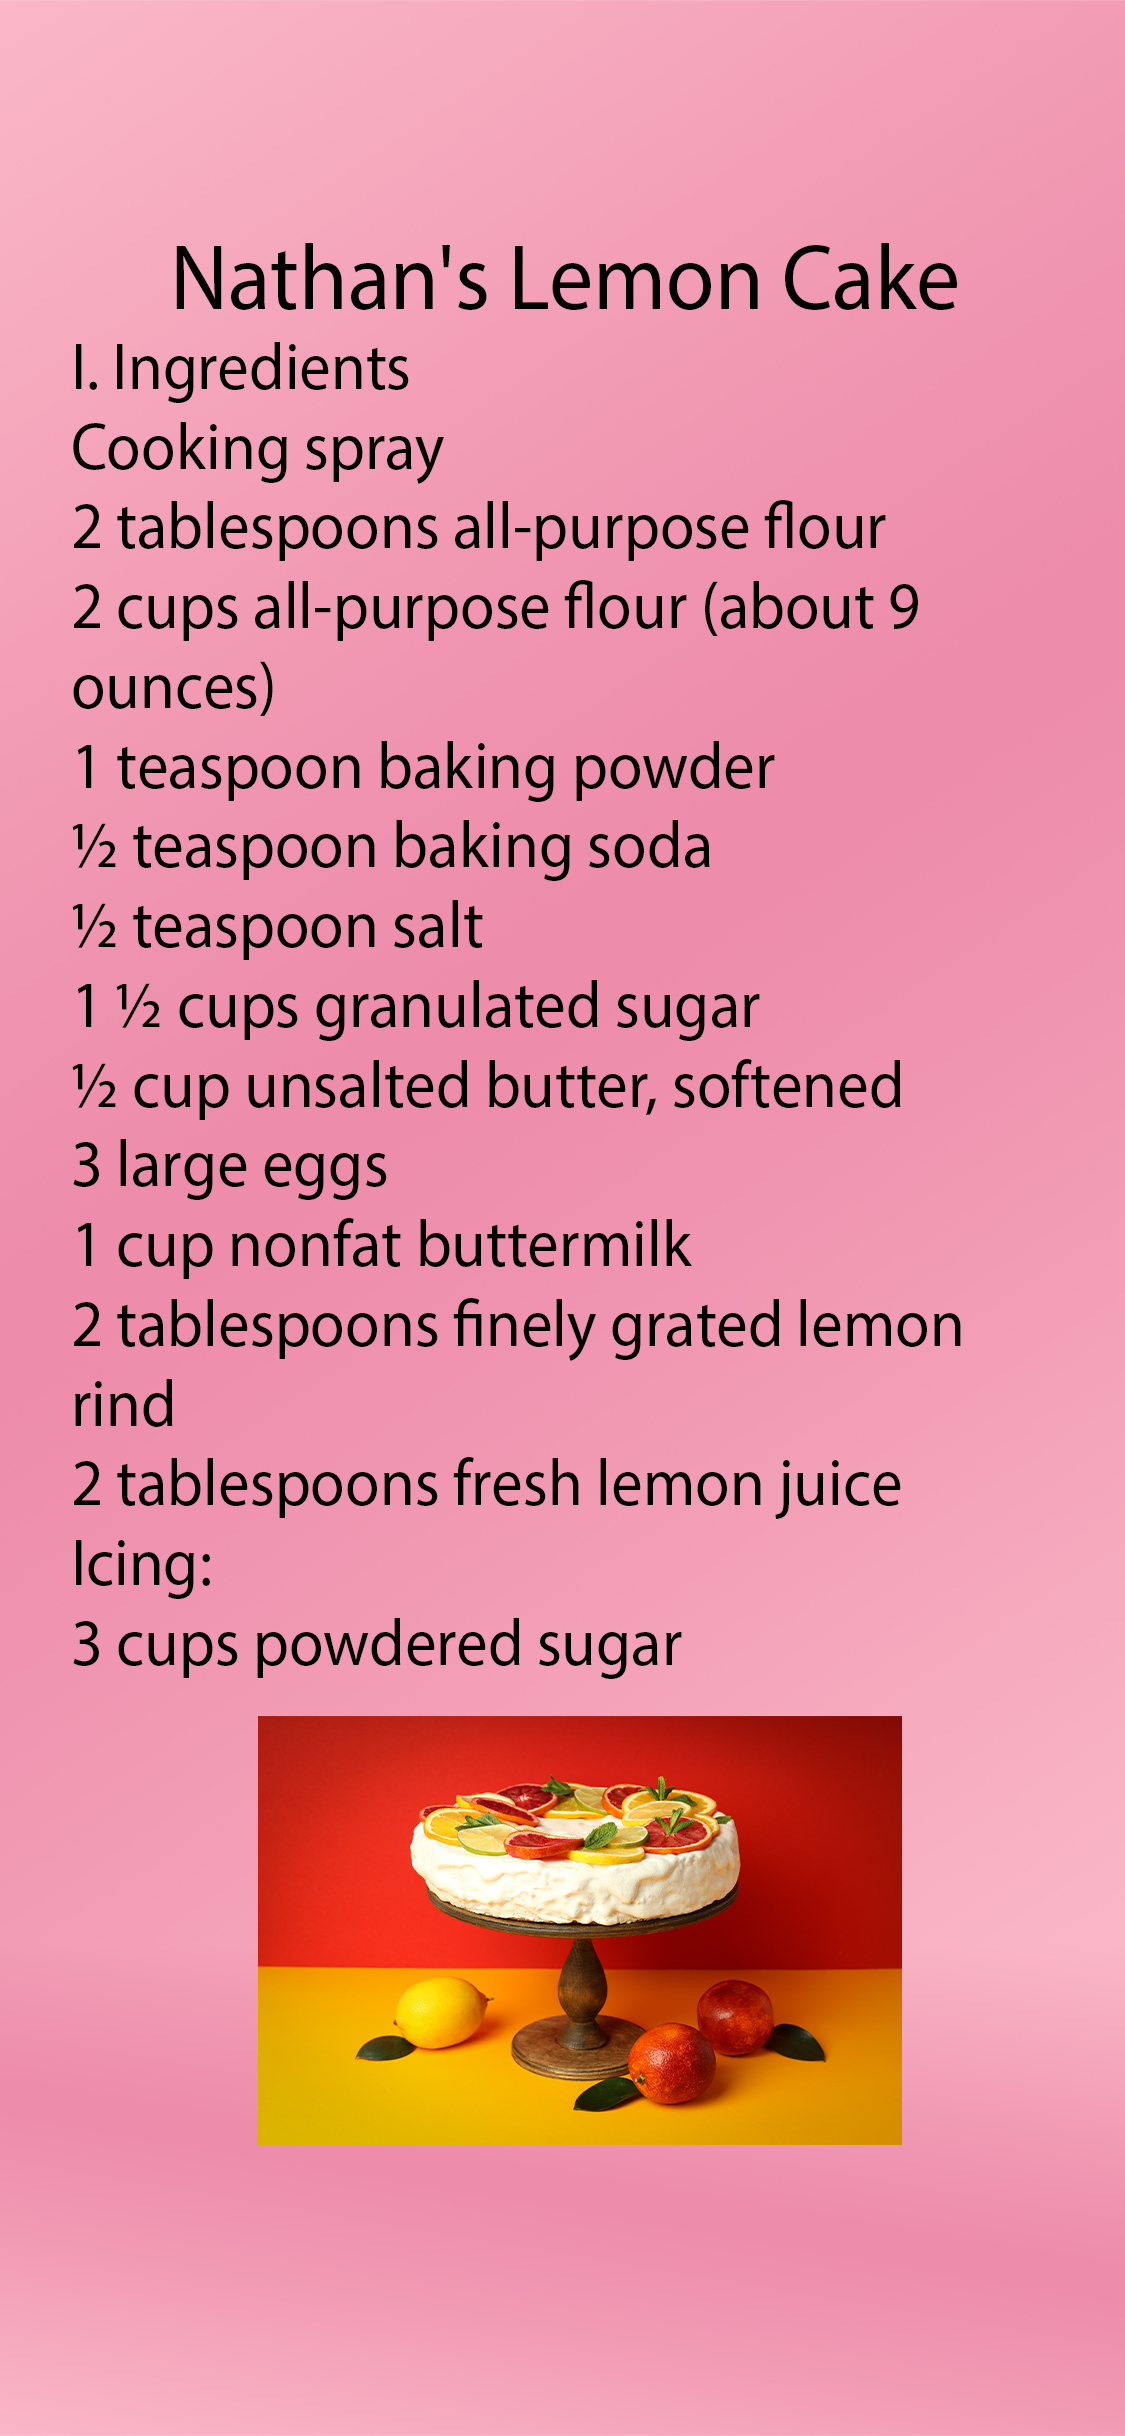 Nathan's Lemon Cake
I. Ingredients
Cooking spray
2 tablespoons all-purpose flour
2 cups all-purpose flour (about 9
ounces)
1 teaspoon baking powder
½ teaspoon baking soda
½ teaspoon salt
1 ½ cups granulated sugar
½ cup unsalted butter, softened
3 large eggs
1 cup nonfat buttermilk
2 tablespoons finely grated lemon
rind
2 tablespoons fresh lemon juice
Icing:
3 cups powdered sugar